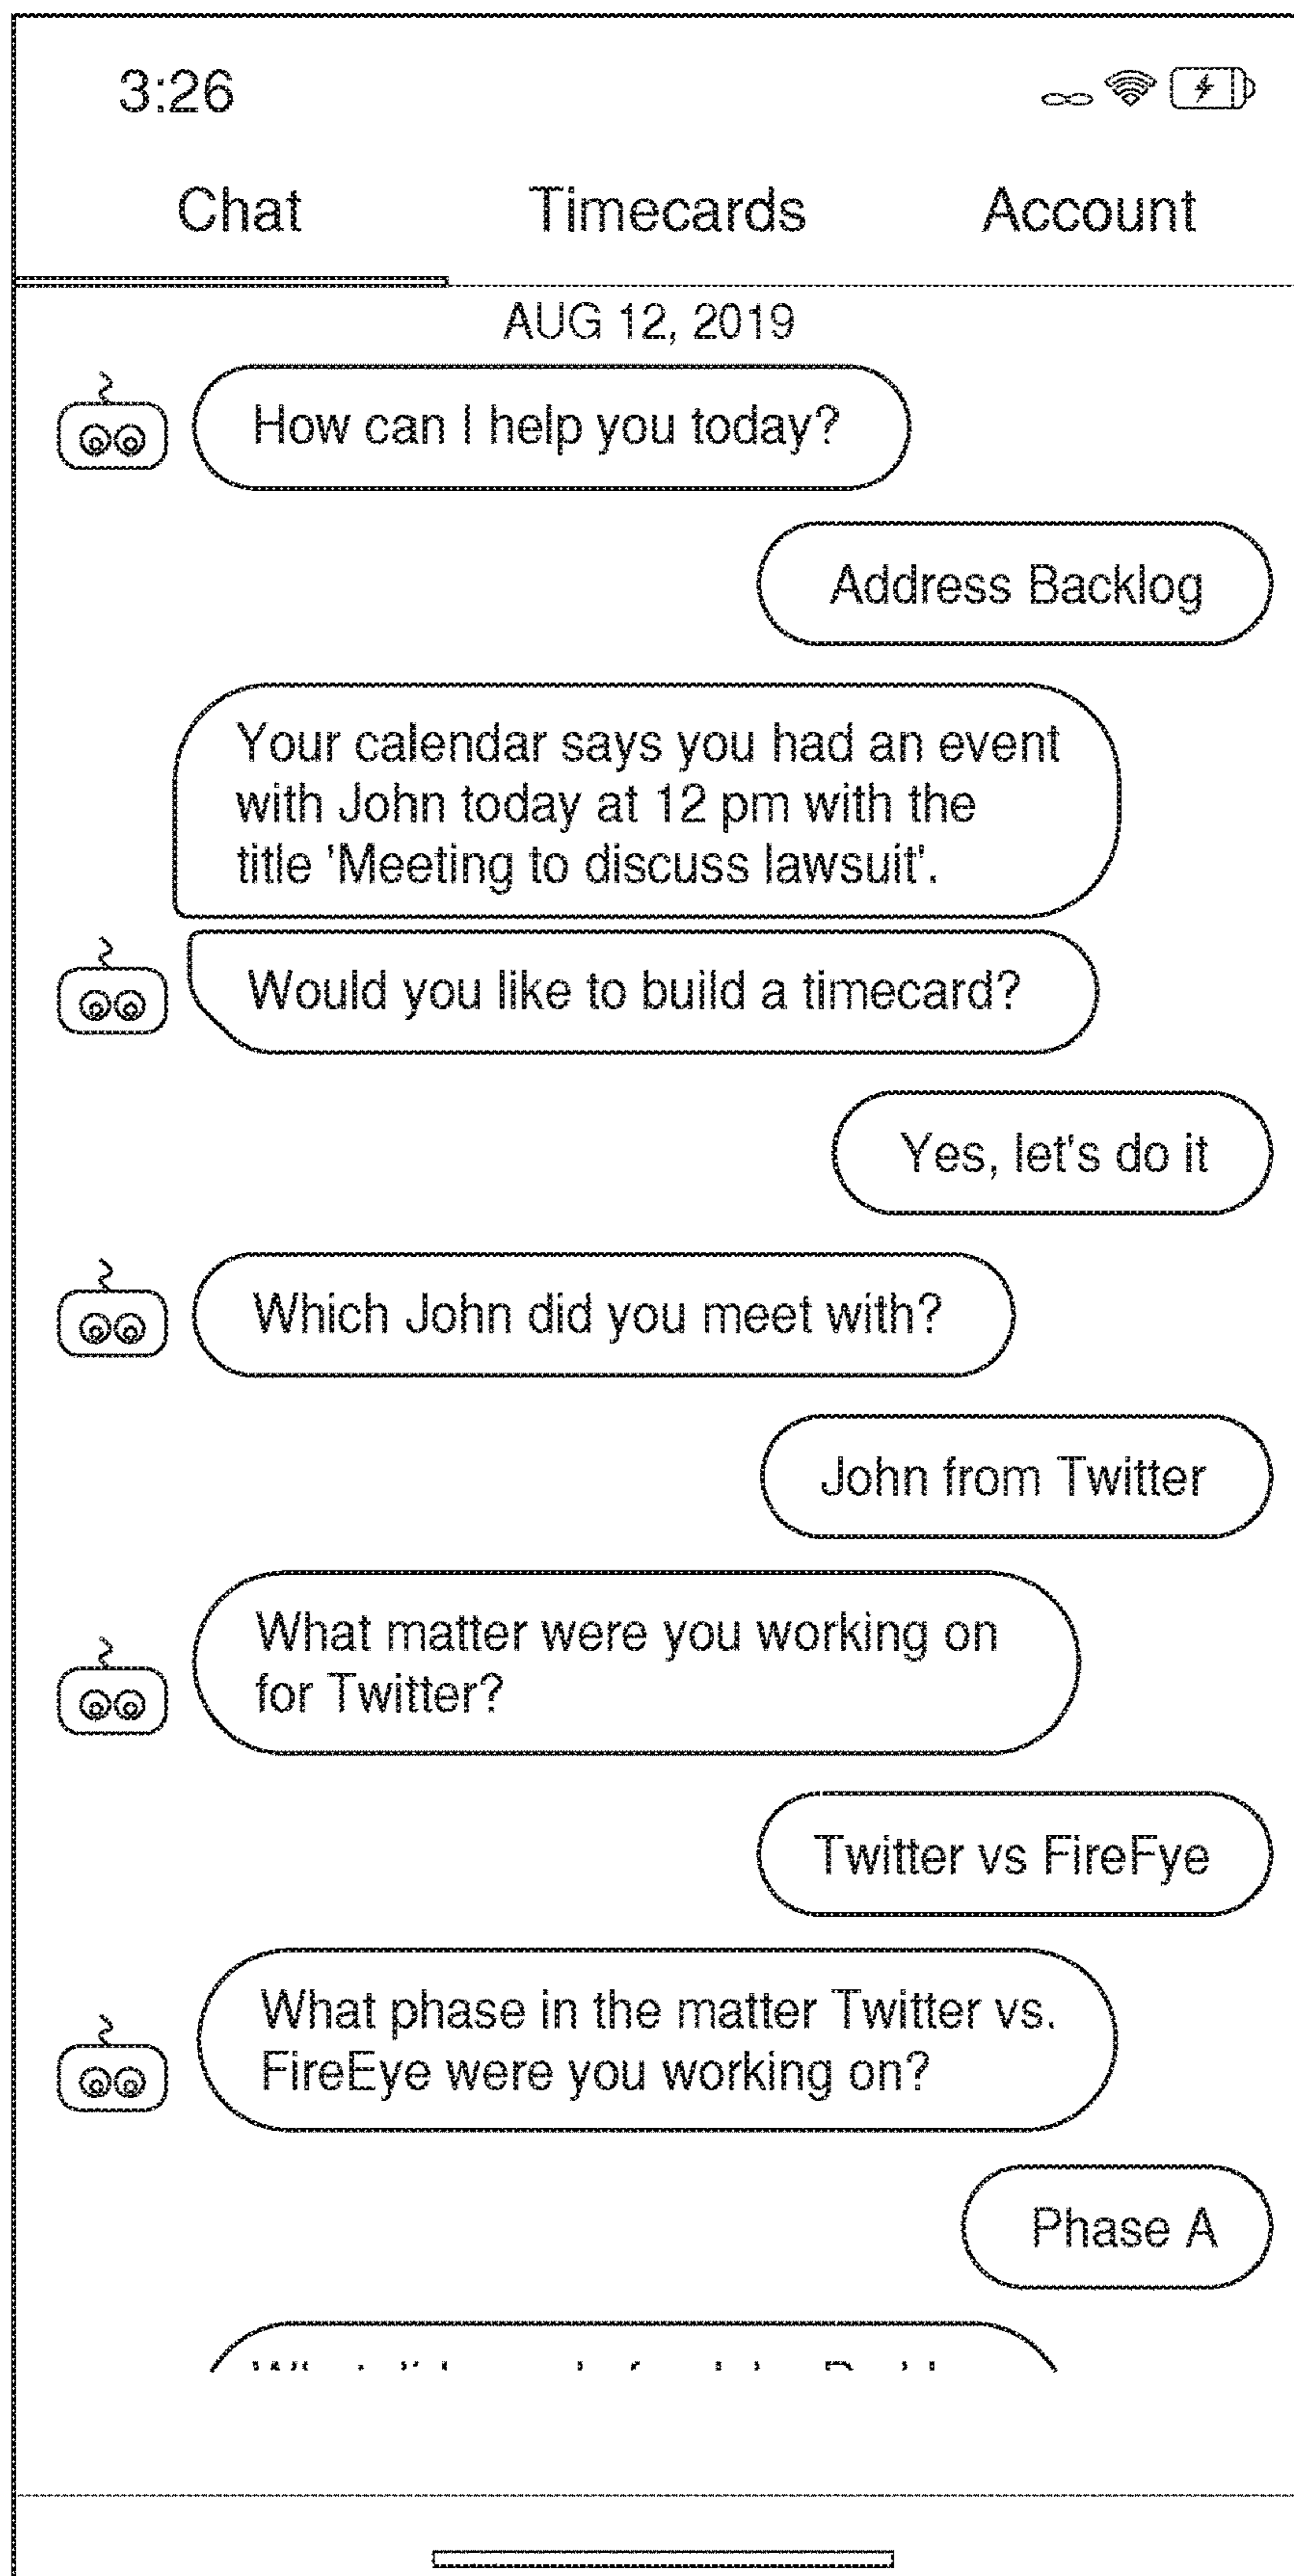 3:26
Chat Timecards Account
AUG 12, 2019
How can I help you today?
Address Backlog
Your calendar says you had an event
with John today at 12 pm with the
title 'Meeting to discuss lawsuit'.
Would you like to build a timecard?
Yes, let's do it
Which John did you meet with?
John from Twitter
What matter were you working on
for Twitter?
Twitter vs FireFye
What phase in the matter Twitter vs.
FireEye were you working on?
Phase A